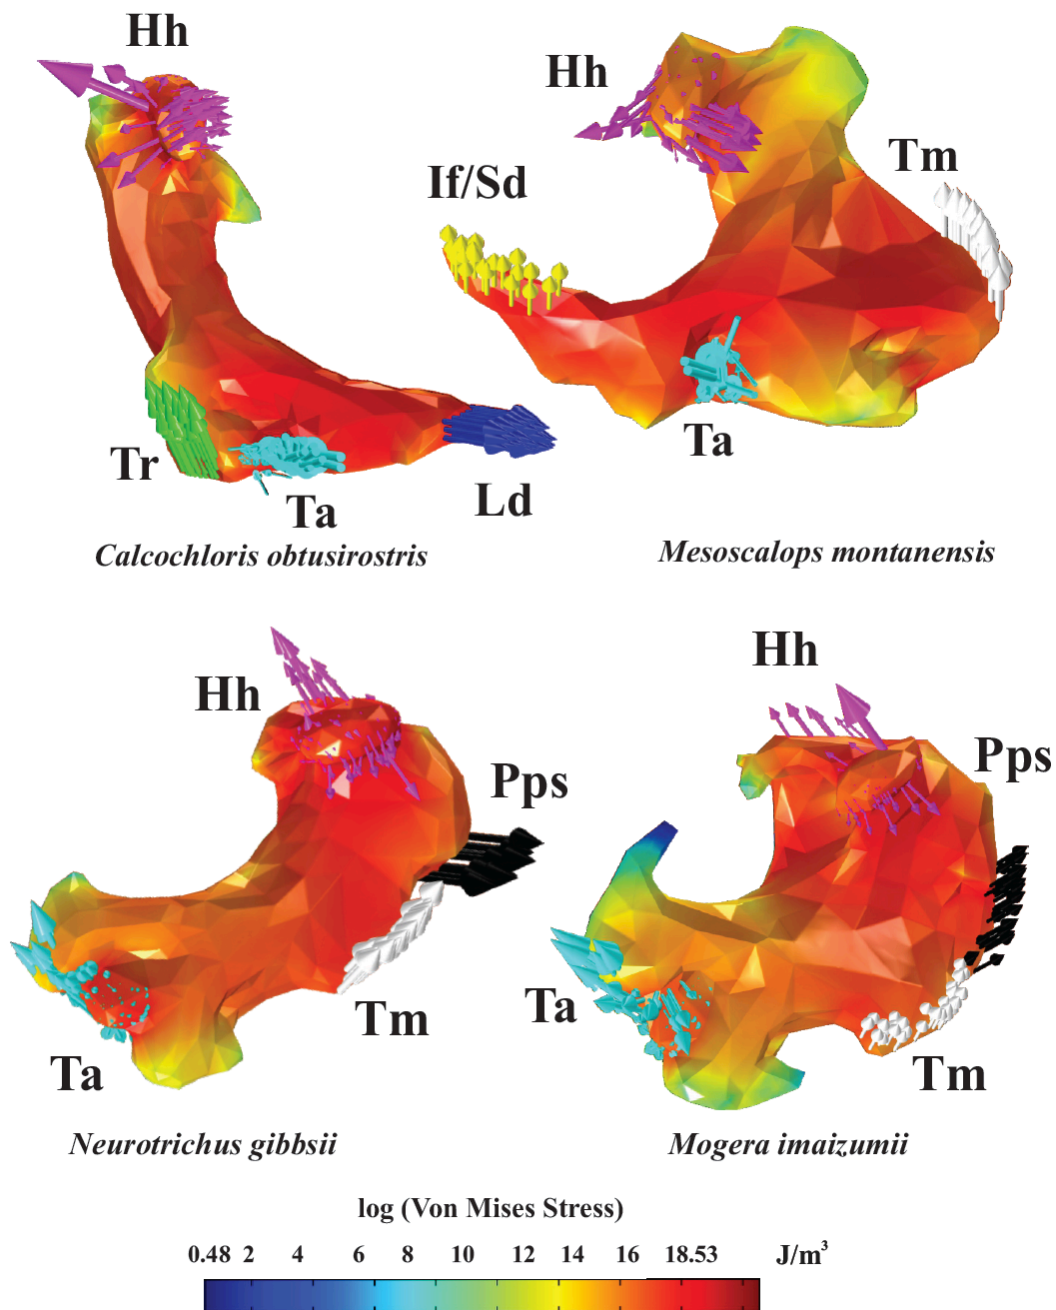 Hh
Hh
If/Sd
Tm
Tr
Ta
Ld
Ta
Calcochloris obtusirostris
Mesoscalops montanensis
Hh
Pps
Tm
Ta
Hh
Pps
Ta
Tm
Neurotrichus gibbsii
Mogera imaizumii
log (Von Mises Stress)
0.48 2 4 6 8 10 12 14 16 18.53 J/m³